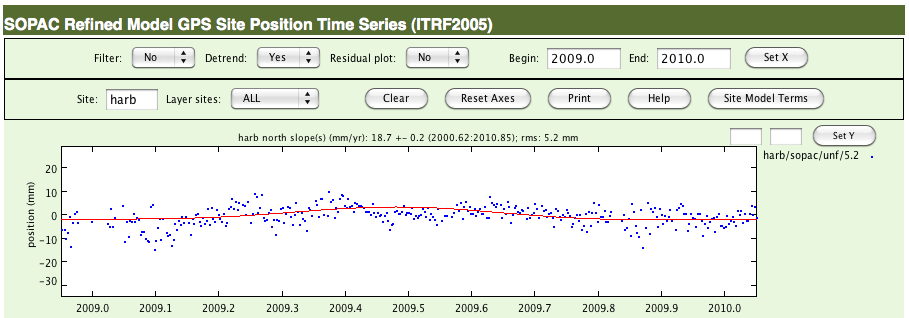 SOPAC Refined Model GPS Site Position Time Series (ITRF2005)
Filter: No Detrend: Yes Residual plot: No Begin: 2009.0 End: 2010.0 Set X
Site: harb Layer sites: ALL Clear Reset Axes Print Help Site Model Terms
harb north slope(s) (mm/yr): 18.7 +- 0.2 (2000.62:2010.85); rms: 5.2 mm
Set Y
harb/sopac/unf/5.2
position (mm)
20
10
0
-10
-20
-30
2009.0 2009.1 2009.2 2009.3 2009.4 2009.5 2009.6 2009.7 2009.8 2009.9 2010.0